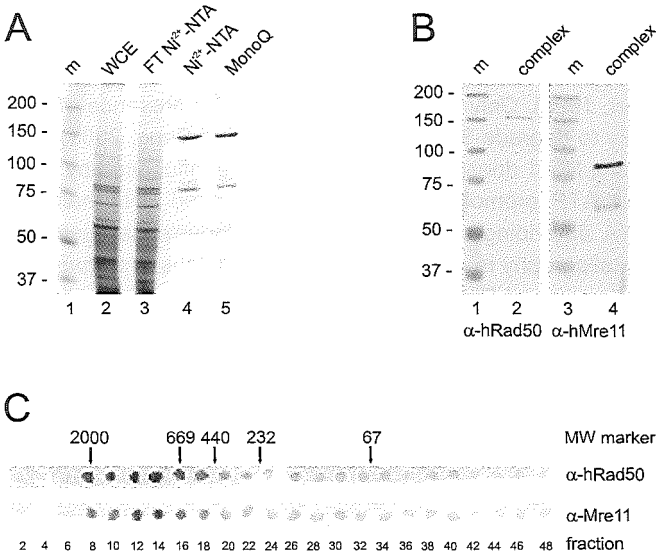 A
m WCE FT Ni²⁺-NTA Ni²⁺-NTA MonoQ
200 -
150 -
100 -
75 -
50 -
37 -
1 2 3 4 5
B
m complex m complex
200 -
150 -
100 -
75 -
50 -
37 -
1 2 3 4
α-hRad50 α-hMre11
C
2000 669 440 232 67 MW marker
α-hRad50
α-Mre11
2 4 6 8 10 12 14 16 18 20 22 24 26 28 30 32 34 36 38 40 42 44 46 48 fraction